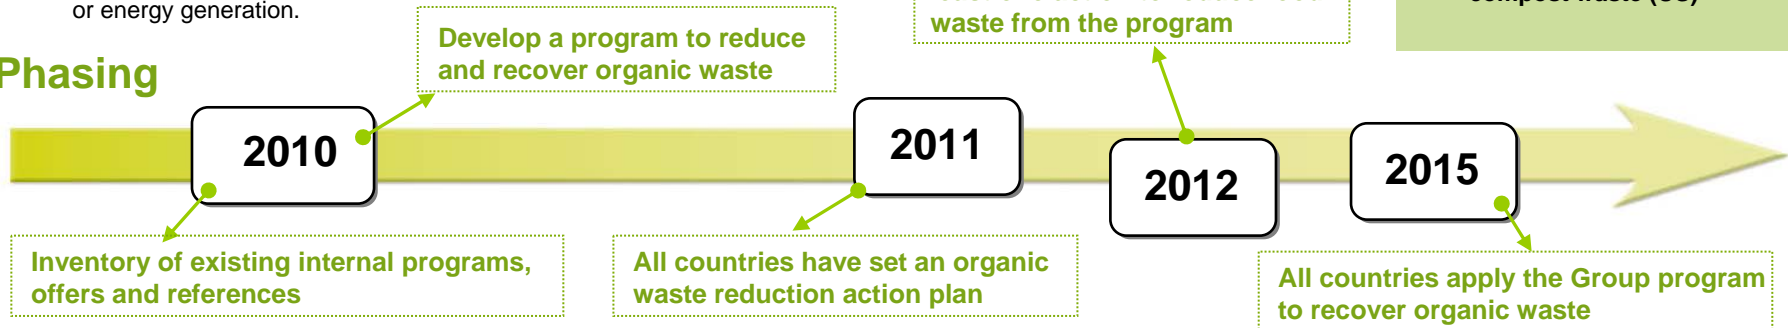 or energy generation.
waste from the program
Develop a program to reduce
and recover organic waste
Phasing
2010
2011
2012
2015
Inventory of existing internal programs,
offers and references
All countries have set an organic
waste reduction action plan
All countries apply the Group program
to recover organic waste